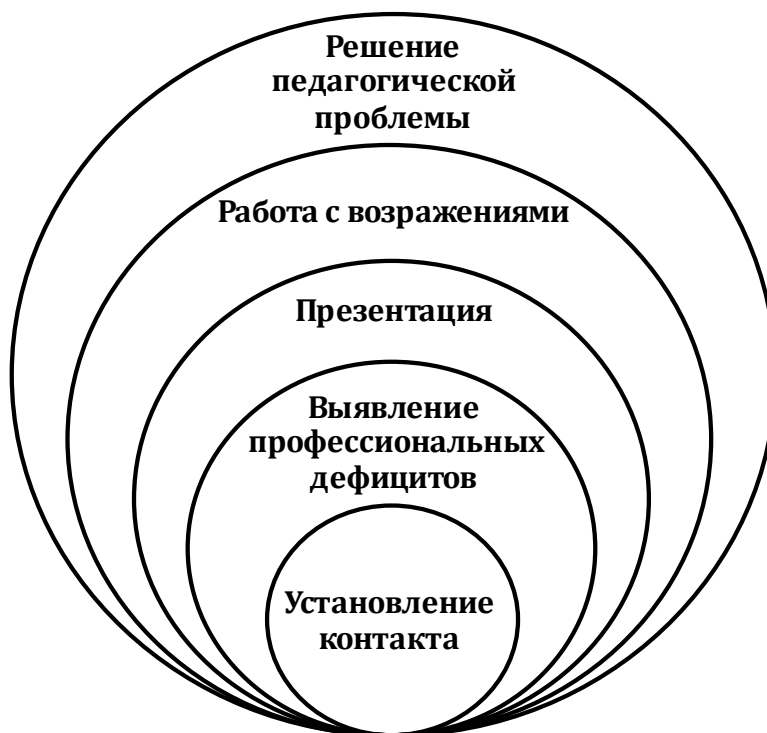 Решение
педагогической
проблемы
Работа с возражениями
Презентация
Выявление
профессиональных
дефицитов
Установление
контакта